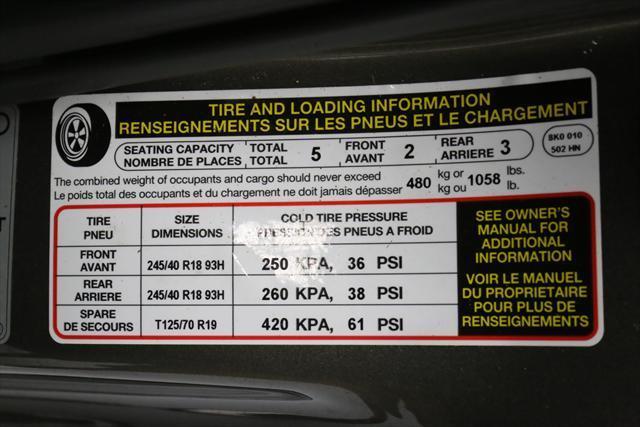 TIRE AND LOADING INFORMATION
RENSEIGNEMENTS SUR LES PNEUS ET LE CHARGEMENT
SEATING CAPACITY TOTAL 5 FRONT 2 REAR 3
NOMBRE DE PLACES TOTAL AVANT ARRIERE
8K0 010
502 HN
The combined weight of occupants and cargo should never exceed 480 kg or 1058 lbs.
Le poids total des occupants et du chargement ne doit jamais dépasser kg ou lb.
TIRE SIZE COLD TIRE PRESSURE
PNEU DIMENSIONS PRESSION DES PNEUS A FROID
FRONT
AVANT 245/40 R18 93H 250 KPA, 36 PSI
REAR
ARRIERE 245/40 R18 93H 260 KPA, 38 PSI
SPARE
DE SECOURS T125/70 R19 420 KPA, 61 PSI
SEE OWNER'S
MANUAL FOR
ADDITIONAL
INFORMATION
VOIR LE MANUEL
DU PROPRIETAIRE
POUR PLUS DE
RENSEIGNEMENTS